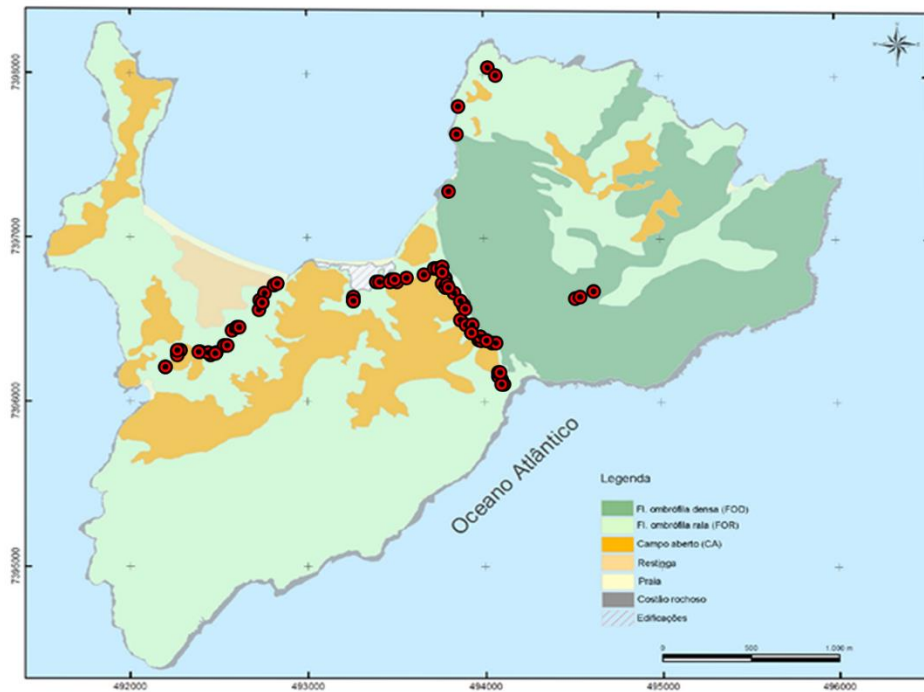 7398000
7397000
7396000
7395000
Oceano Atlântico
Legenda
Fl. ombrófila densa (FOD)
Fl. ombrófila rala (FOR)
Campo aberto (CA)
Restinga
Praia
Costão rochoso
Edificações
0 500 1.000 m
492000 493000 494000 495000 496000